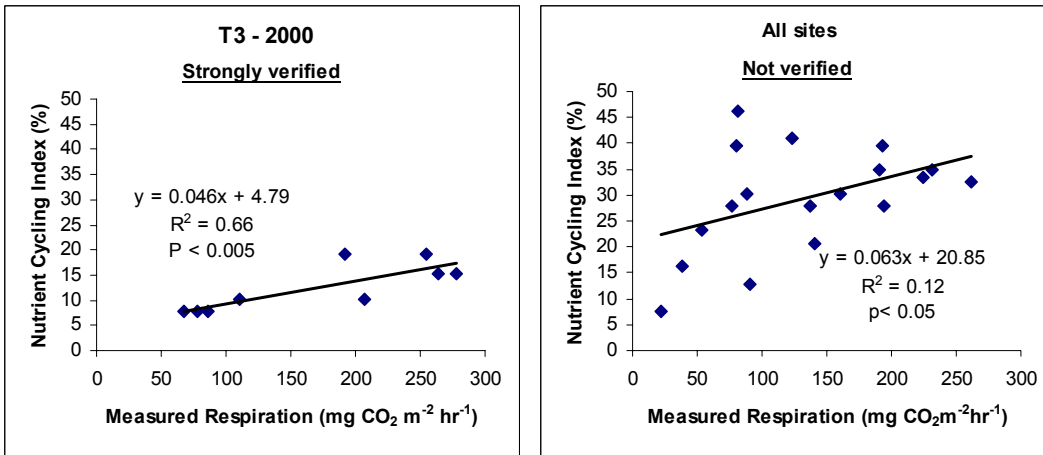 T3 - 2000
Strongly verified
Nutrient Cycling Index (%)
50
45
40
35
30
25
20
15
10
5
0
y = 0.046x + 4.79
R² = 0.66
P < 0.005
0 50 100 150 200 250 300
Measured Respiration (mg CO₂ m⁻² hr⁻¹)
All sites
Not verified
Nutrient Cycling Index (%)
50
45
40
35
30
25
20
15
10
5
0
y = 0.063x + 20.85
R² = 0.12
p< 0.05
0 50 100 150 200 250 300
Measured Respiration (mg CO₂m⁻²hr⁻¹)